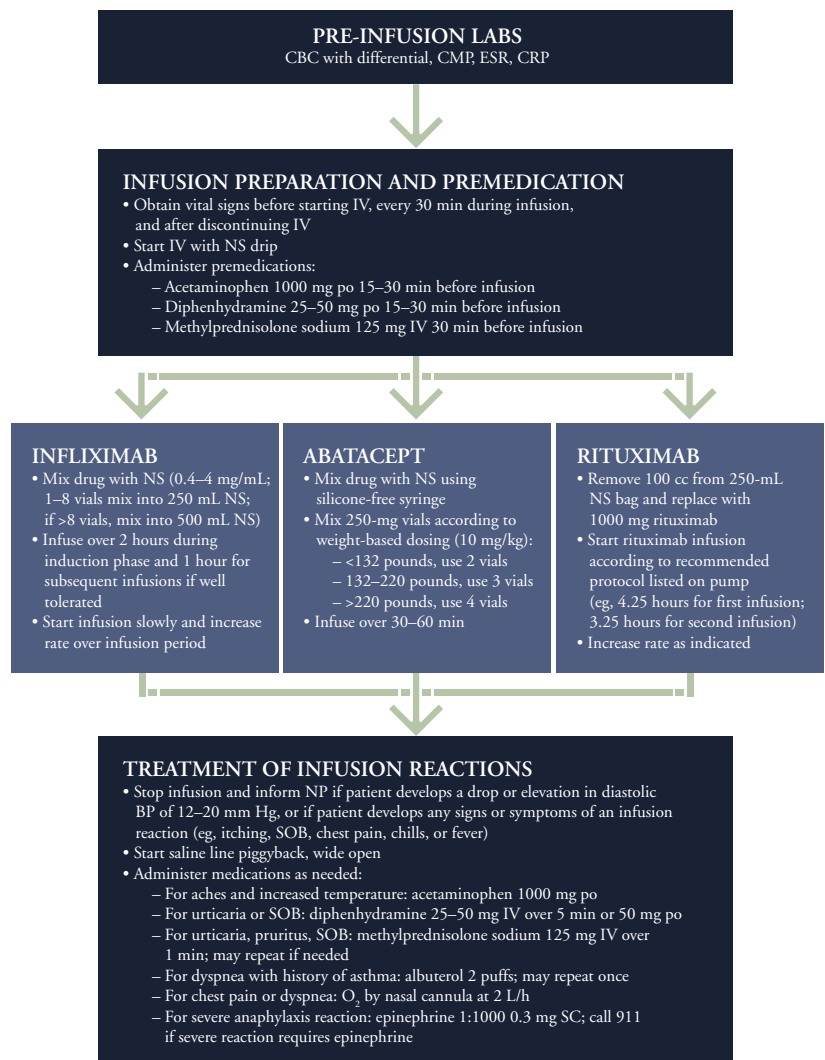 PRE-INFUSION LABS
CBC with differential, CMP, ESR, CRP
INFUSION PREPARATION AND PREMEDICATION
• Obtain vital signs before starting IV, every 30 min during infusion,
and after discontinuing IV
• Start IV with NS drip
• Administer premedications:
– Acetaminophen 1000 mg po 15–30 min before infusion
– Diphenhydramine 25–50 mg po 15–30 min before infusion
– Methylprednisolone sodium 125 mg IV 30 min before infusion
INFLIXIMAB
• Mix drug with NS (0.4–4 mg/mL;
1–8 vials mix into 250 mL NS;
if >8 vials, mix into 500 mL NS)
• Infuse over 2 hours during
induction phase and 1 hour for
subsequent infusions if well
tolerated
• Start infusion slowly and increase
rate over infusion period
ABATACEPT
• Mix drug with NS using
silicone-free syringe
• Mix 250-mg vials according to
weight-based dosing (10 mg/kg):
– <132 pounds, use 2 vials
– 132–220 pounds, use 3 vials
– >220 pounds, use 4 vials
• Infuse over 30–60 min
RITUXIMAB
• Remove 100 cc from 250-mL
NS bag and replace with
1000 mg rituximab
• Start rituximab infusion
according to recommended
protocol listed on pump
(eg, 4.25 hours for first infusion;
3.25 hours for second infusion)
• Increase rate as indicated
TREATMENT OF INFUSION REACTIONS
• Stop infusion and inform NP if patient develops a drop or elevation in diastolic
BP of 12–20 mm Hg, or if patient develops any signs or symptoms of an infusion
reaction (eg, itching, SOB, chest pain, chills, or fever)
• Start saline line piggyback, wide open
• Administer medications as needed:
– For aches and increased temperature: acetaminophen 1000 mg po
– For urticaria or SOB: diphenhydramine 25–50 mg IV over 5 min or 50 mg po
– For urticaria, pruritus, SOB: methylprednisolone sodium 125 mg IV over
1 min; may repeat if needed
– For dyspnea with history of asthma: albuterol 2 puffs; may repeat once
– For chest pain or dyspnea: O₂ by nasal cannula at 2 L/h
– For severe anaphylaxis reaction: epinephrine 1:1000 0.3 mg SC; call 911
if severe reaction requires epinephrine